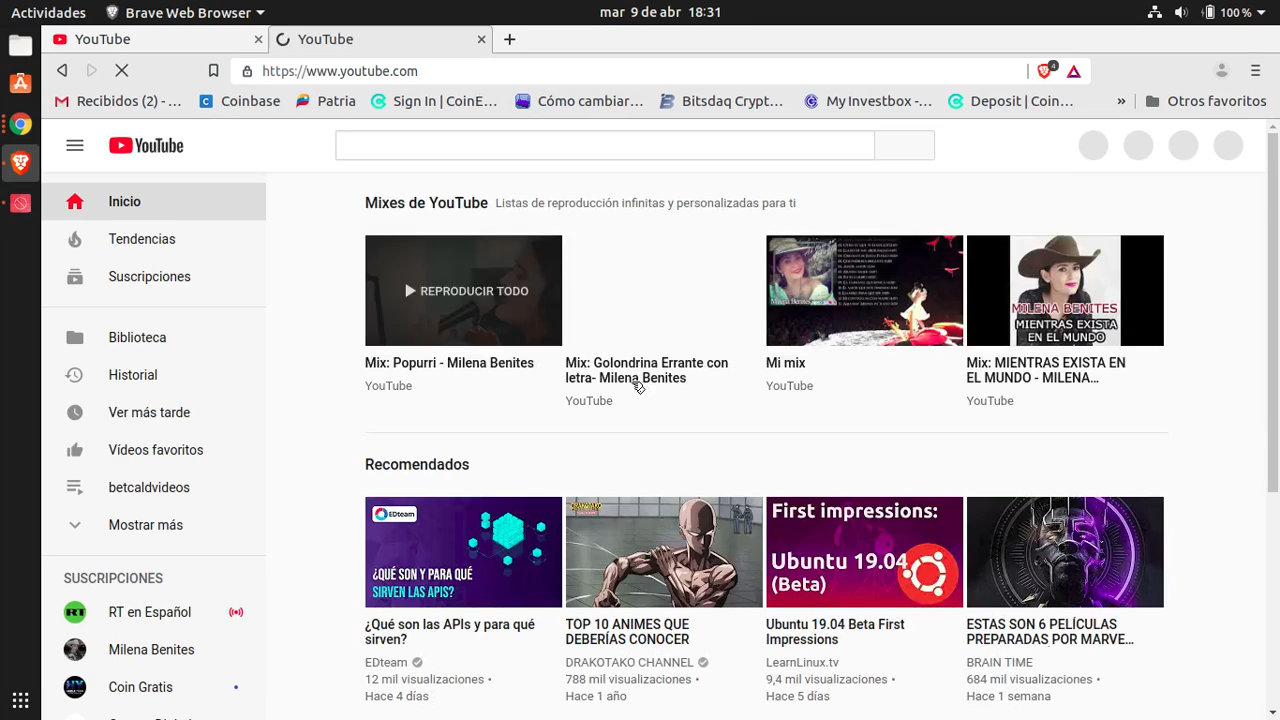 Actividades
Brave Web Browser
mar 9 de abr 18:31
100 %
YouTube
YouTube
https://www.youtube.com
4
Recibidos (2) - ...
Coinbase
Patria
Sign In | CoinE...
Cómo cambiar...
Bitsdaq Crypt...
My Investbox -...
Deposit | Coin...
»
Otros favoritos
YouTube
Inicio
Tendencias
Suscripciones
Biblioteca
Historial
Ver más tarde
Vídeos favoritos
betcaldvideos
Mostrar más
SUSCRIPCIONES
RT en Español
Milena Benites
Coin Gratis
Mixes de YouTube Listas de reproducción infinitas y personalizadas para ti
REPRODUCIR TODO
Mix: Popurri - Milena Benites
YouTube
Mix: Golondrina Errante con
letra- Milena Benites
YouTube
Milena Benites
Mi mix
YouTube
MILENA BENITES
MIENTRAS EXISTA
EN EL MUNDO
Mix: MIENTRAS EXISTA EN
EL MUNDO - MILENA...
YouTube
Recomendados
EDteam
¿QUÉ SON Y PARA QUÉ
SIRVEN LAS APIS?
¿Qué son las APIs y para qué
sirven?
EDteam
12 mil visualizaciones •
Hace 4 días
TOP 10 ANIMES QUE
DEBERÍAS CONOCER
DRAKOTAKO CHANNEL
788 mil visualizaciones •
Hace 1 año
First impressions:
Ubuntu 19.04
(Beta)
Ubuntu 19.04 Beta First
Impressions
LearnLinux.tv
9,4 mil visualizaciones •
Hace 5 días
ESTAS SON 6 PELÍCULAS
PREPARADAS POR MARVE...
BRAIN TIME
684 mil visualizaciones •
Hace 1 semana